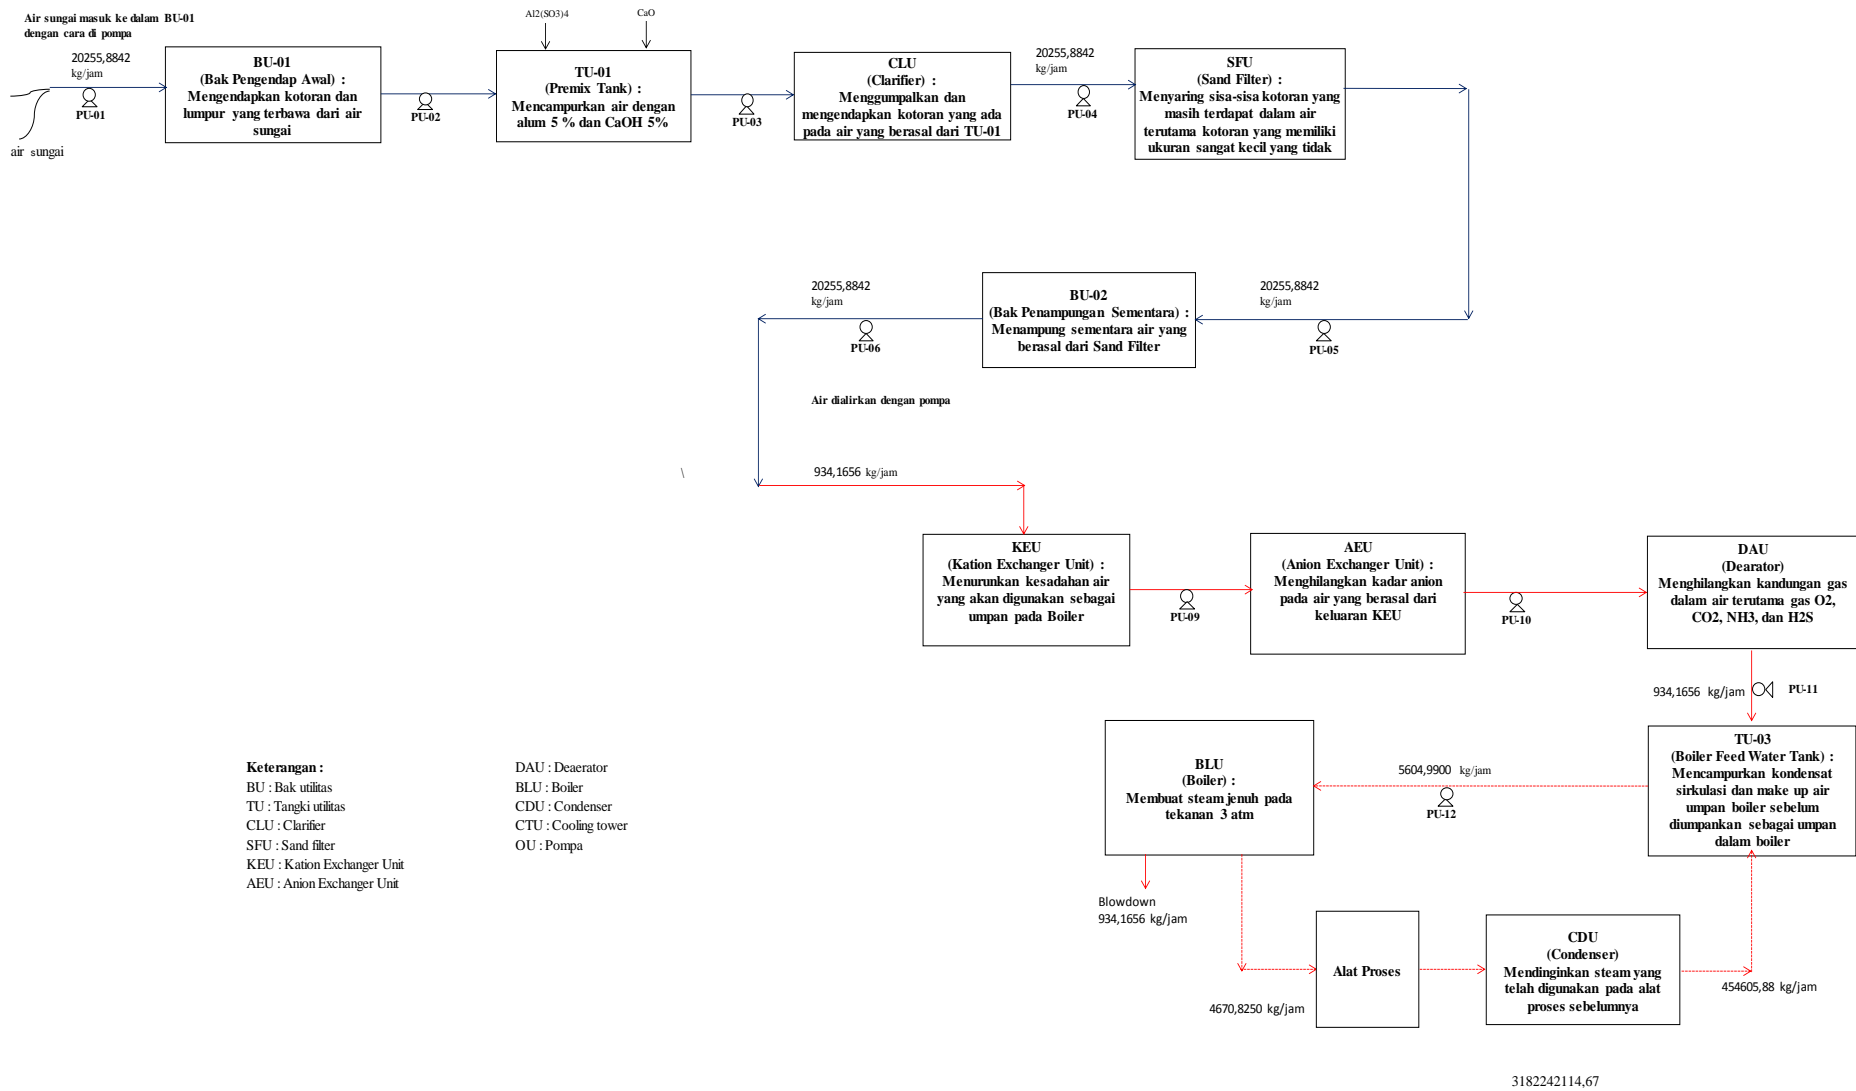 Air sungai masuk ke dalam BU-01
dengan cara di pompa
20255,8842
kg/jam
PU-01
air sungai
BU-01
(Bak Pengendap Awal) :
Mengendapkan kotoran dan
lumpur yang terbawa dari air
sungai
PU-02
Al2(SO3)4
CaO
TU-01
(Premix Tank) :
Mencampurkan air dengan
alum 5 % dan CaOH 5%
PU-03
CLU
(Clarifier) :
Menggumpalkan dan
mengendapkan kotoran yang ada
pada air yang berasal dari TU-01
20255,8842
kg/jam
PU-04
SFU
(Sand Filter) :
Menyaring sisa-sisa kotoran yang
masih terdapat dalam air
terutama kotoran yang memiliki
ukuran sangat kecil yang tidak
20255,8842
kg/jam
PU-05
BU-02
(Bak Penampungan Sementara) :
Menampung sementara air yang
berasal dari Sand Filter
20255,8842
kg/jam
PU-06
Air dialirkan dengan pompa
\
934,1656 kg/jam
KEU
(Kation Exchanger Unit) :
Menurunkan kesadahan air
yang akan digunakan sebagai
umpan pada Boiler
PU-09
AEU
(Anion Exchanger Unit) :
Menghilangkan kadar anion
pada air yang berasal dari
keluaran KEU
PU-10
DAU
(Dearator)
Menghilangkan kandungan gas
dalam air terutama gas O2,
CO2, NH3, dan H2S
934,1656 kg/jam
PU-11
TU-03
(Boiler Feed Water Tank) :
Mencampurkan kondensat
sirkulasi dan make up air
umpan boiler sebelum
diumpankan sebagai umpan
dalam boiler
5604,9900 kg/jam
PU-12
BLU
(Boiler) :
Membuat steam jenuh pada
tekanan 3 atm
Blowdown
934,1656 kg/jam
4670,8250 kg/jam
Alat Proses
CDU
(Condenser)
Mendinginkan steam yang
telah digunakan pada alat
proses sebelumnya
454605,88 kg/jam
Keterangan :
BU : Bak utilitas
TU : Tangki utilitas
CLU : Clarifier
SFU : Sand filter
KEU : Kation Exchanger Unit
AEU : Anion Exchanger Unit
DAU : Deaerator
BLU : Boiler
CDU : Condenser
CTU : Cooling tower
OU : Pompa
3182242114,67